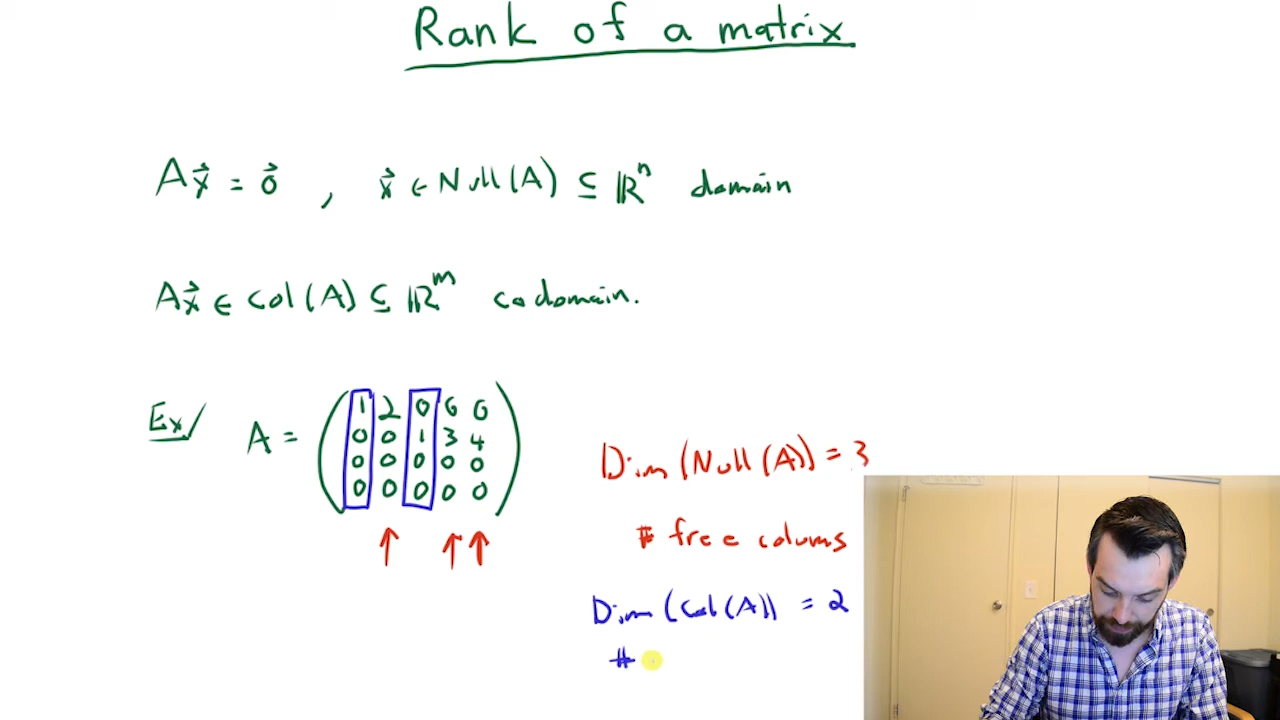 Rank of a matrix
Ax⃗ = 0⃗ , x⃗ ∈ Null(A) ⊆ ℝⁿ domain
Ax⃗ ∈ Col(A) ⊆ ℝᵐ codomain.
Ex/ A =
1 2 0 0 0
0 0 1 3 4
0 0 0 0 0
0 0 0 0 0
Dim(Null(A)) = 3
# free colums
Dim(Col(A)) = 2
#